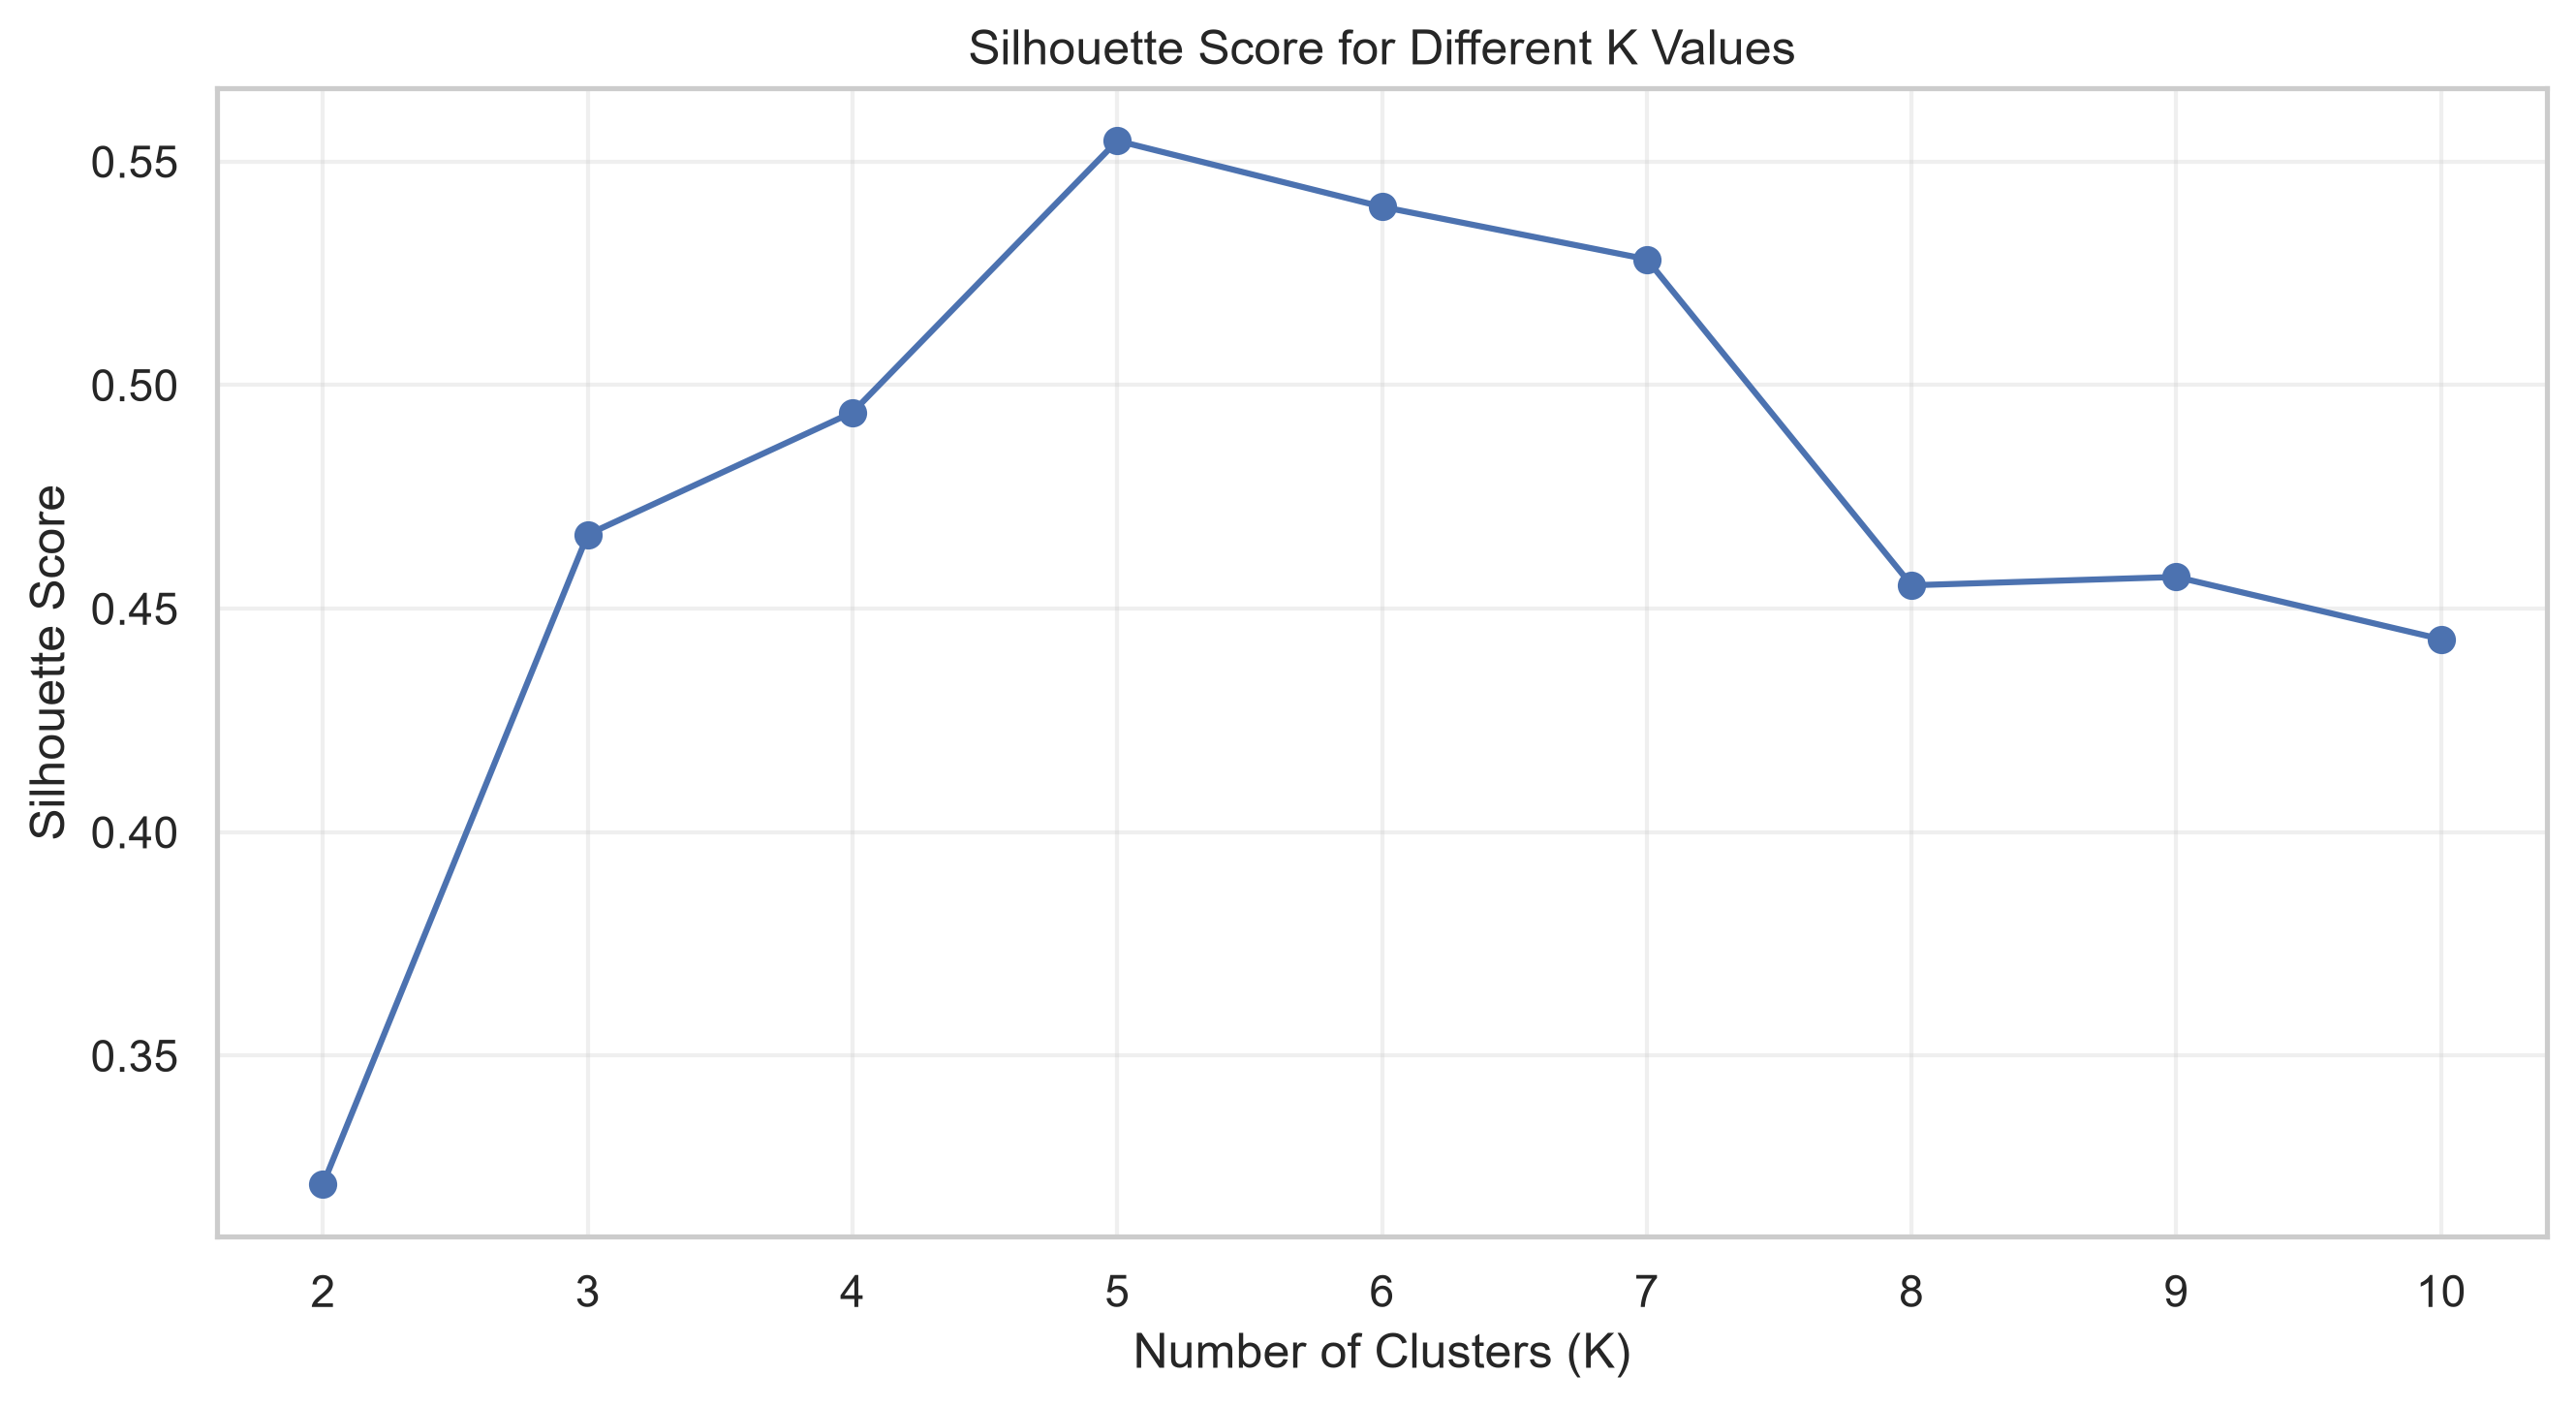 Silhouette Score for Different K Values
Silhouette Score
0.55
0.50
0.45
0.40
0.35
2 3 4 5 6 7 8 9 10
Number of Clusters (K)